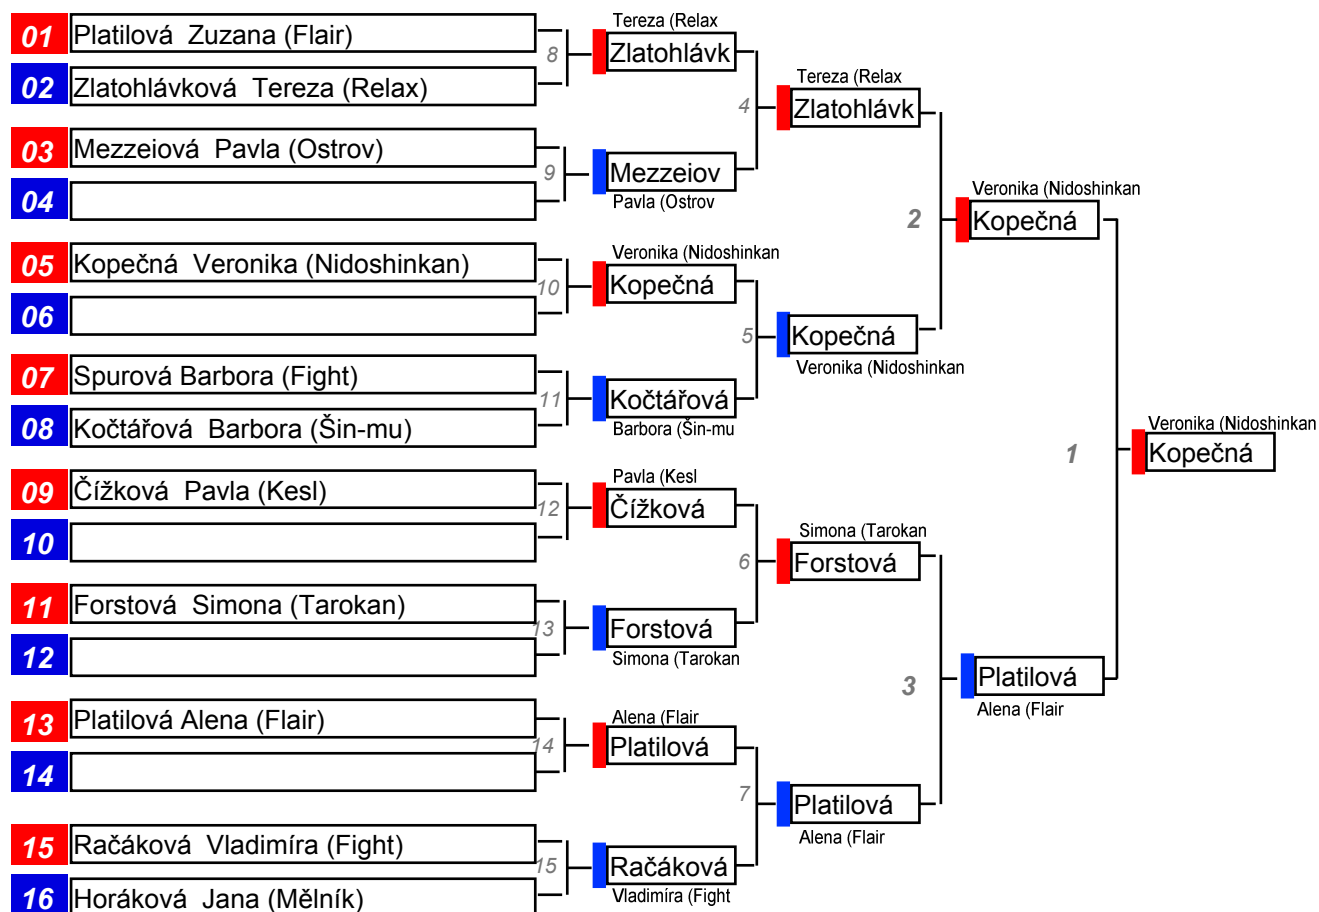 01 Platilová Zuzana (Flair)
02 Zlatohlávková Tereza (Relax)
03 Mezzeiová Pavla (Ostrov)
04
05 Kopečná Veronika (Nidoshinkan)
06
07 Spurová Barbora (Fight)
08 Kočtářová Barbora (Šin-mu)
09 Čížková Pavla (Kesl)
10
11 Forstová Simona (Tarokan)
12
13 Platilová Alena (Flair)
14
15 Račáková Vladimíra (Fight)
16 Horáková Jana (Mělník)
8
9
10
11
12
13
14
15
Tereza (Relax
Zlatohlávk
Mezzeiov
Pavla (Ostrov
Veronika (Nidoshinkan
Kopečná
Kočtářová
Barbora (Šin-mu
Pavla (Kesl
Čížková
Forstová
Simona (Tarokan
Alena (Flair
Platilová
Račáková
Vladimíra (Fight
4
5
6
7
Tereza (Relax
Zlatohlávk
Kopečná
Veronika (Nidoshinkan
Simona (Tarokan
Forstová
Platilová
Alena (Flair
2
3
Veronika (Nidoshinkan
Kopečná
Platilová
Alena (Flair
1
Veronika (Nidoshinkan
Kopečná